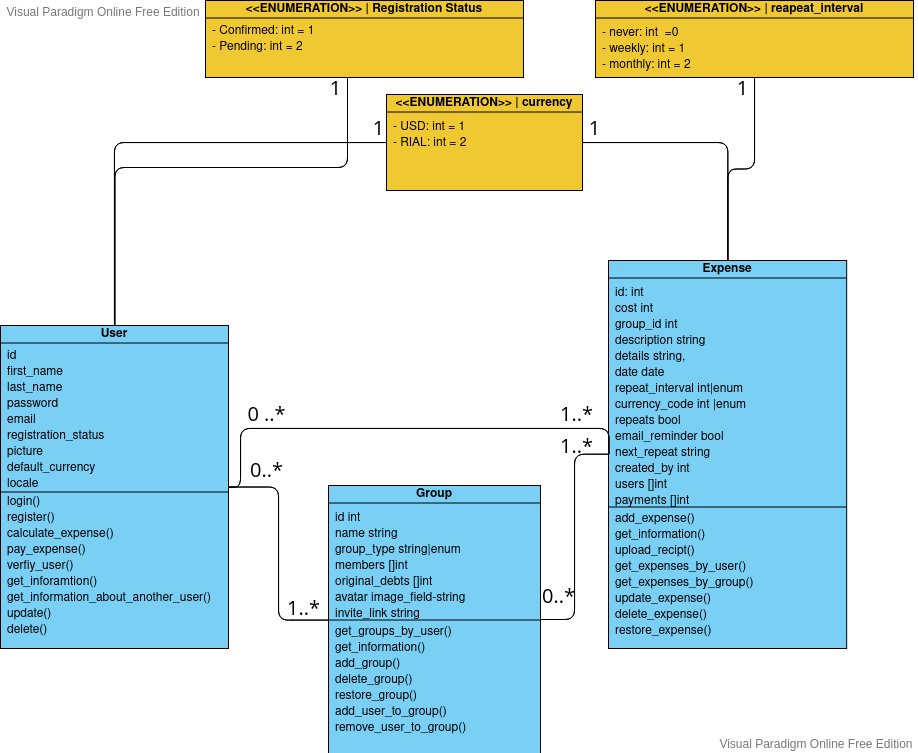 Visual Paradigm Online Free Edition
<<ENUMERATION>> | Registration Status
- Confirmed: int = 1
- Pending: int = 2
<<ENUMERATION>> | reapeat_interval
- never: int  =0
- weekly: int = 1
- monthly: int = 2
1
1
<<ENUMERATION>> | currency
- USD: int = 1
- RIAL: int = 2
1
1
User
id
first_name
last_name
password
email
registration_status
picture
default_currency
locale
login()
register()
calculate_expense()
pay_expense()
verfiy_user()
get_inforamtion()
get_information_about_another_user()
update()
delete()
0 ..*
1..*
0..*
1..*
1..*
0..*
Group
id int
name string
group_type string|enum
members []int
original_debts []int
avatar image_field-string
invite_link string
get_groups_by_user()
get_information()
add_group()
delete_group()
restore_group()
add_user_to_group()
remove_user_to_group()
Expense
id: int
cost int
group_id int
description string
details string,
date date
repeat_interval int|enum
currency_code int |enum
repeats bool
email_reminder bool
next_repeat string
created_by int
users []int
payments []int
add_expense()
get_information()
upload_recipt()
get_expenses_by_user()
get_expenses_by_group()
update_expense()
delete_expense()
restore_expense()
Visual Paradigm Online Free Edition